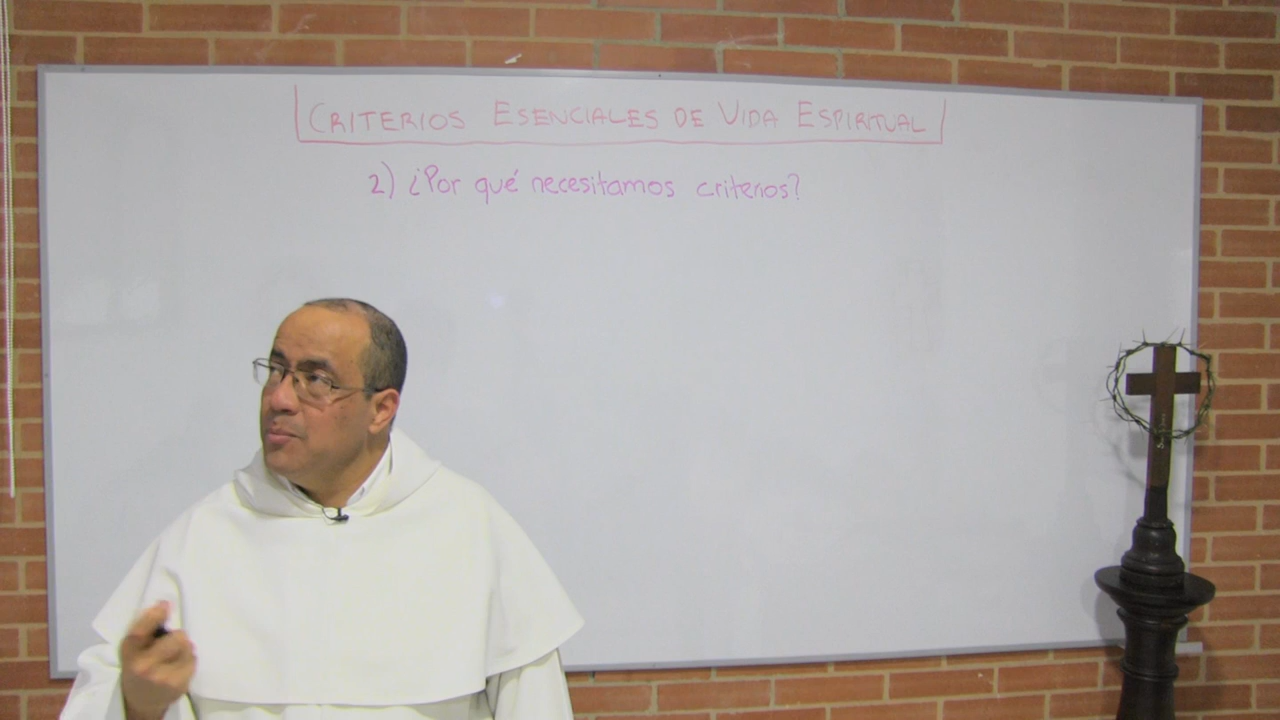 CRITERIOS ESENCIALES DE VIDA ESPIRITUAL
2) ¿Por qué necesitamos criterios?